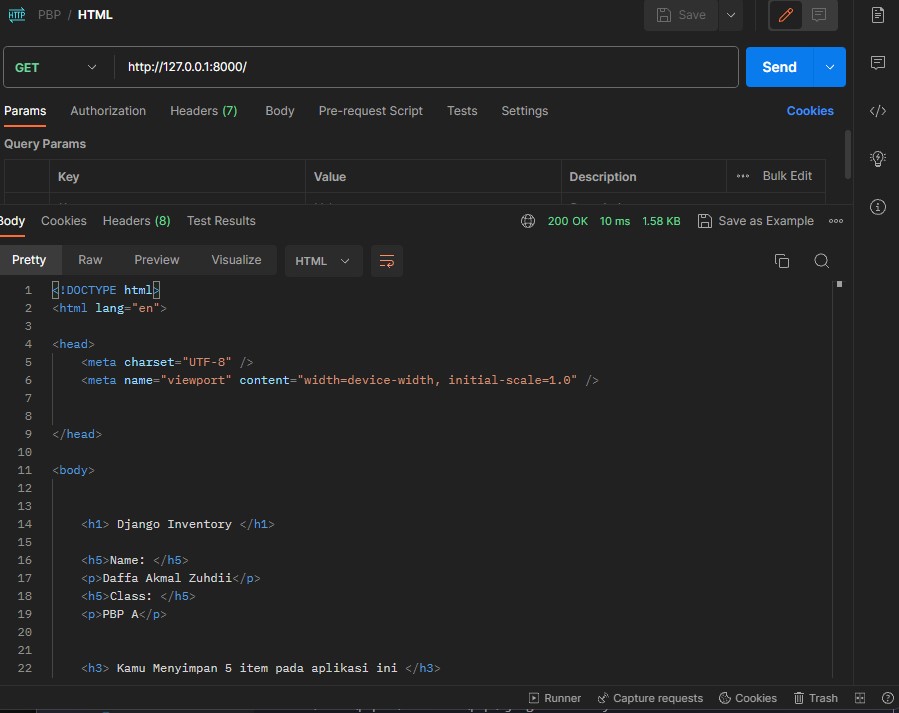 HTTP PBP / HTML Save
GET http://127.0.0.1:8000/ Send
Params Authorization Headers (7) Body Pre-request Script Tests Settings Cookies
Query Params
Key Value Description Bulk Edit
Body Cookies Headers (8) Test Results 200 OK 10 ms 1.58 KB Save as Example
Pretty Raw Preview Visualize HTML
1 <!DOCTYPE html>
2 <html lang="en">
3
4 <head>
5 <meta charset="UTF-8" />
6 <meta name="viewport" content="width=device-width, initial-scale=1.0" />
7
8
9 </head>
10
11 <body>
12
13
14 <h1> Django Inventory </h1>
15
16 <h5>Name: </h5>
17 <p>Daffa Akmal Zuhdii</p>
18 <h5>Class: </h5>
19 <p>PBP A</p>
20
21
22 <h3> Kamu Menyimpan 5 item pada aplikasi ini </h3>
Runner Capture requests Cookies Trash